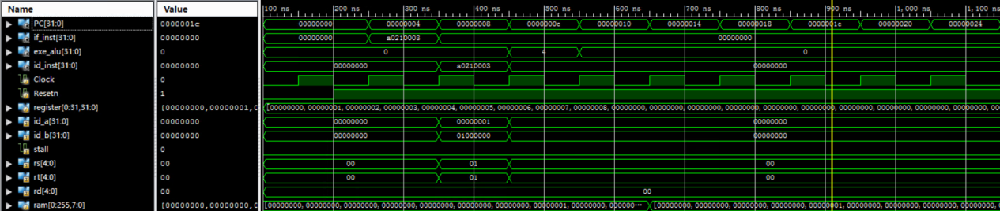 Name Value 100 ns 200 ns 300 ns 400 ns 500 ns 600 ns 700 ns 800 ns 900 ns 1,000 ns 1,100 ns
PC[31:0] 0000001c 00000000 00000004 00000008 0000000c 00000010 00000014 00000018 0000001c 00000020 00000024
if_inst[31:0] 00000000 00000000 a0210003 00000000
exe_alu[31:0] 0 0 4 0
id_inst[31:0] 00000000 00000000 a0210003 00000000
Clock 0
Resetn 1
register[0:31,31:0] [00000000,00000001,0 [00000000,00000001,00000002,00000003,00000004,00000005,00000006,00000007,00000008,00000000,00000000,00000000,00000000,00000000,00000000,00000000,00000000,00000000,00000000,00000000,000
id_a[31:0] 00000000 00000000 00000001 00000000
id_b[31:0] 00000000 00000000 01000000 00000000
stall 0
rs[4:0] 00 00 01 00
rt[4:0] 00 00 01 00
rd[4:0] 00 00
ram[0:255,7:0] [00000000,00000000,0 [00000000,00000000,00000000,00000000,00000001,00000000,00000··· [00000000,00000000,00000000,00000000,00000001,00000000,00000000,000